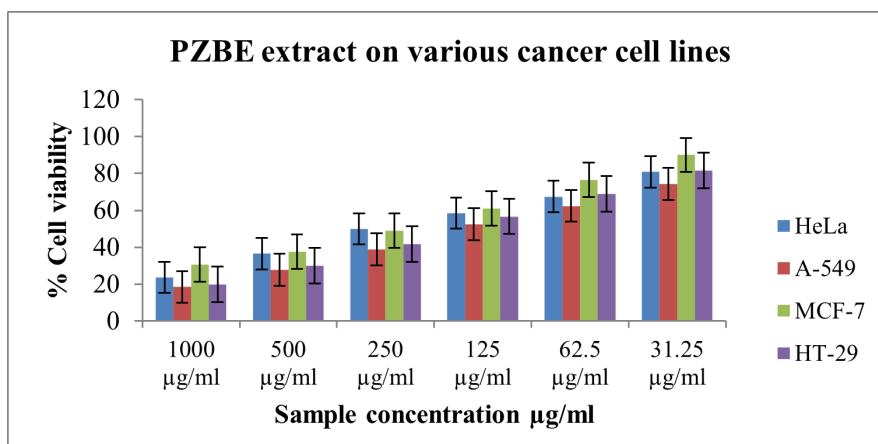 PZBE extract on various cancer cell lines
% Cell viability
120
100
80
60
40
20
0
1000 500 250 125 62.5 31.25
µg/ml µg/ml µg/ml µg/ml µg/ml µg/ml
Sample concentration µg/ml
HeLa
A-549
MCF-7
HT-29